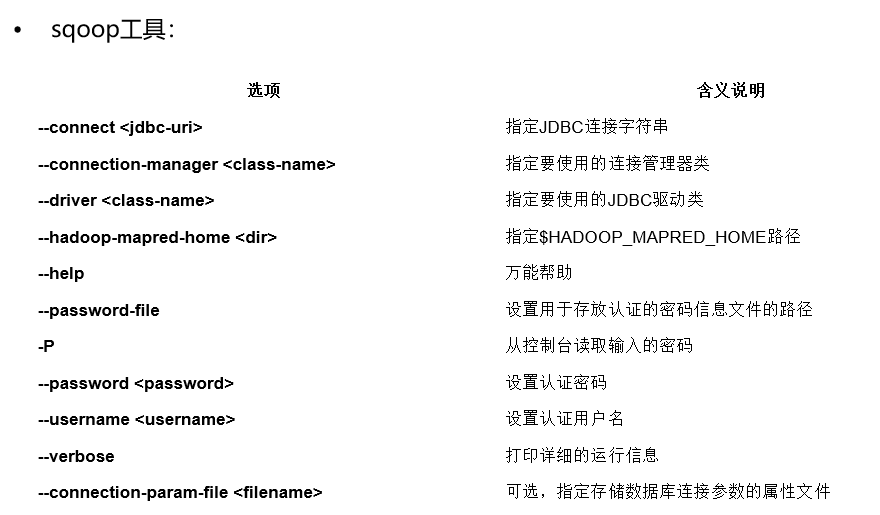 • sqoop工具：
选项 含义说明
--connect <jdbc-uri> 指定JDBC连接字符串
--connection-manager <class-name> 指定要使用的连接管理器类
--driver <class-name> 指定要使用的JDBC驱动类
--hadoop-mapred-home <dir> 指定$HADOOP_MAPRED_HOME路径
--help 万能帮助
--password-file 设置用于存放认证的密码信息文件的路径
-P 从控制台读取输入的密码
--password <password> 设置认证密码
--username <username> 设置认证用户名
--verbose 打印详细的运行信息
--connection-param-file <filename> 可选，指定存储数据库连接参数的属性文件